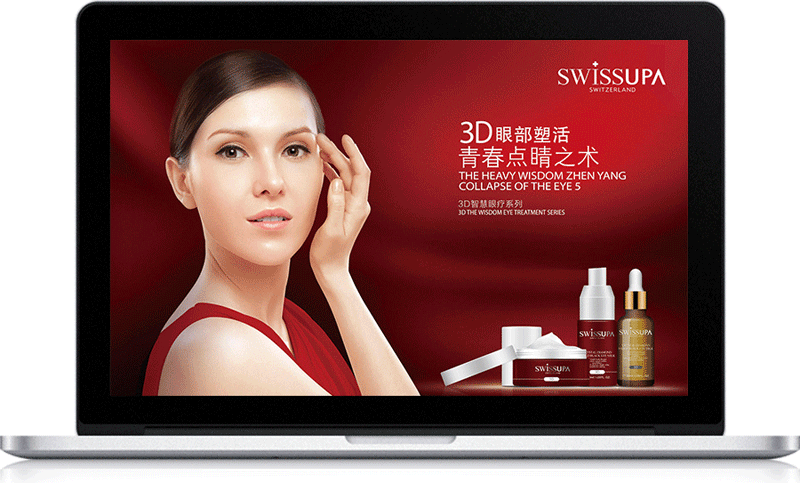 SWISSUPA
SWITZERLAND
3D眼部塑活
青春点睛之术
THE HEAVY WISDOM ZHEN YANG
COLLAPSE OF THE EYE 5
3D智慧眼疗系列
3D THE WISDOM EYE TREATMENT SERIES
SWISSUPA
SWISSUPA
SWISSUPA